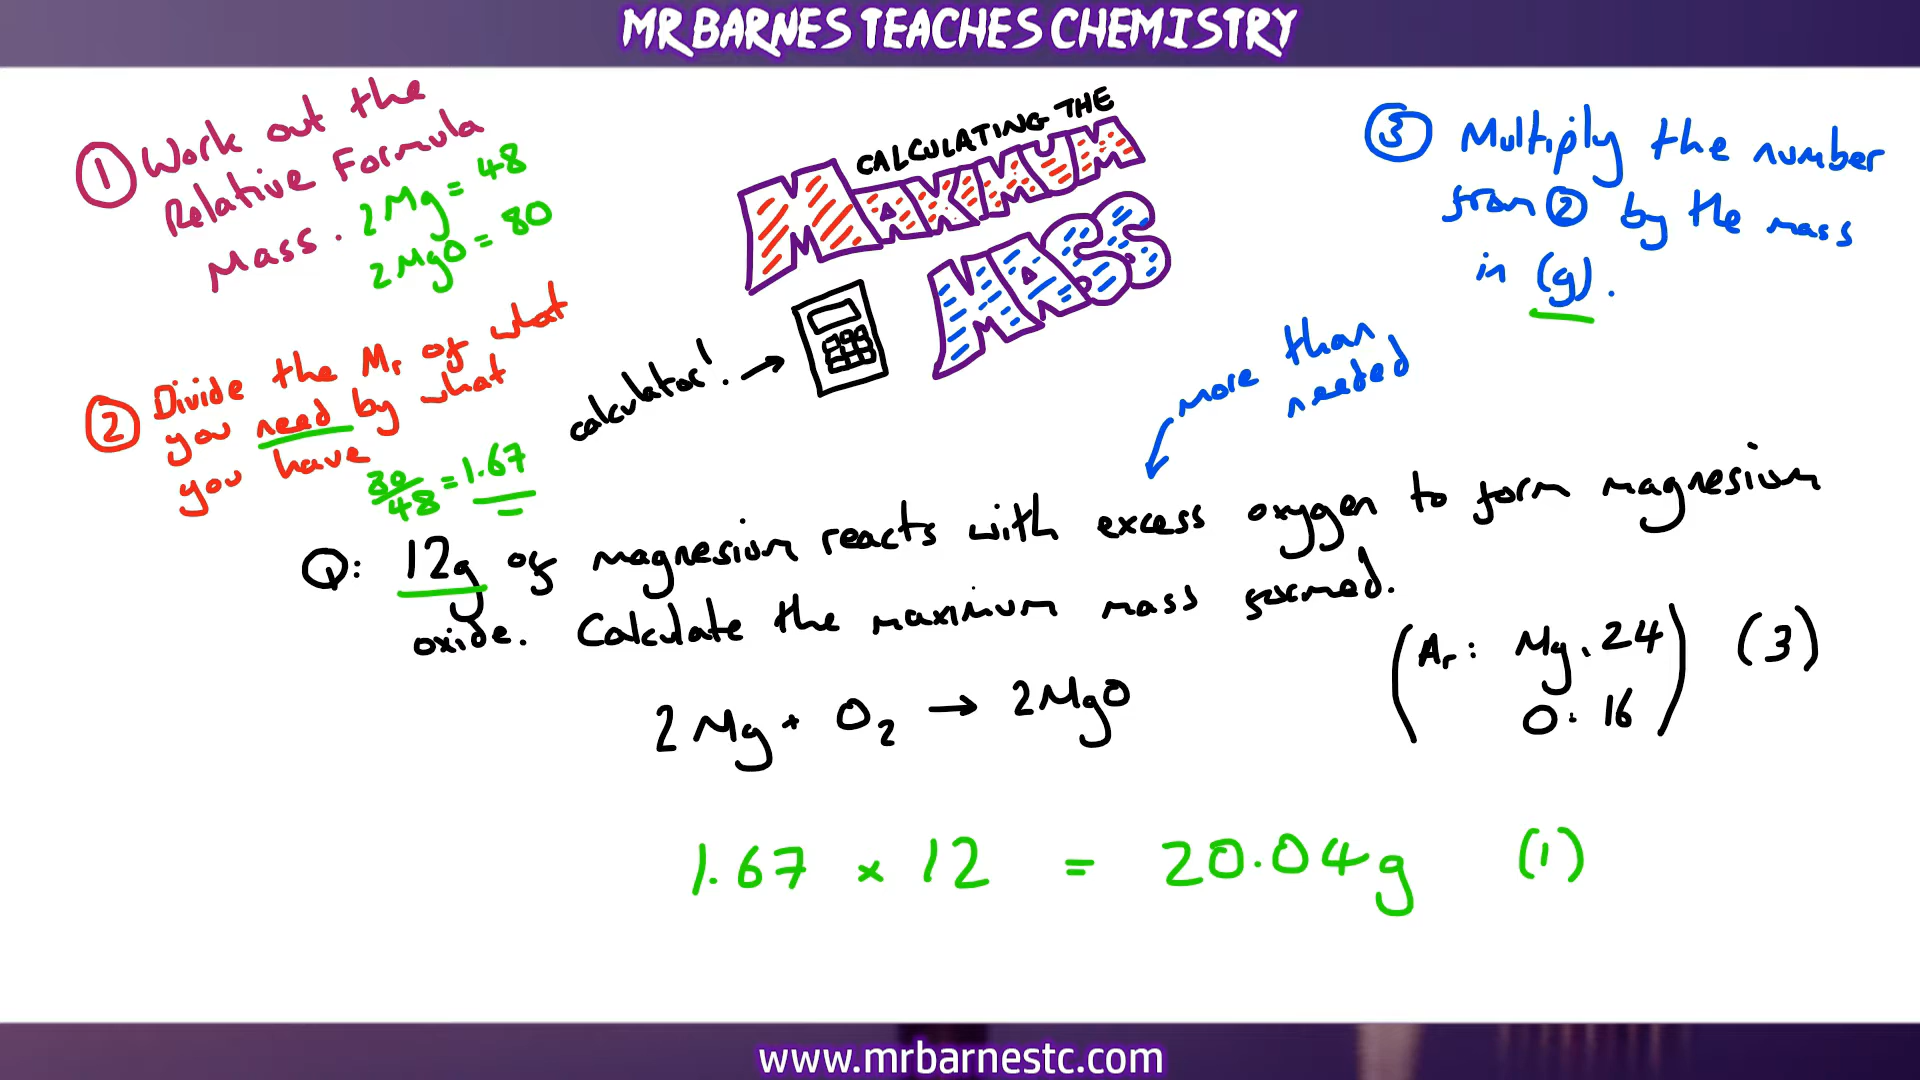 MR BARNES TEACHES CHEMISTRY
① Work out the
Relative Formula
Mass. 2Mg = 48
2MgO = 80
② Divide the Mr of what
you need by what
you have
80/48 = 1.67
calculator! →
CALCULATING THE
MAXIMUM
MASS
③ Multiply the number
from ② by the mass
in (g).
more than
needed
Q: 12g of magnesium reacts with excess oxygen to form magnesium
oxide. Calculate the maximum mass formed.
(Ar: Mg. 24) (3)
O: 16
2Mg + O₂ → 2MgO
1.67 × 12 = 20.04g (1)
www.mrbarnestc.com